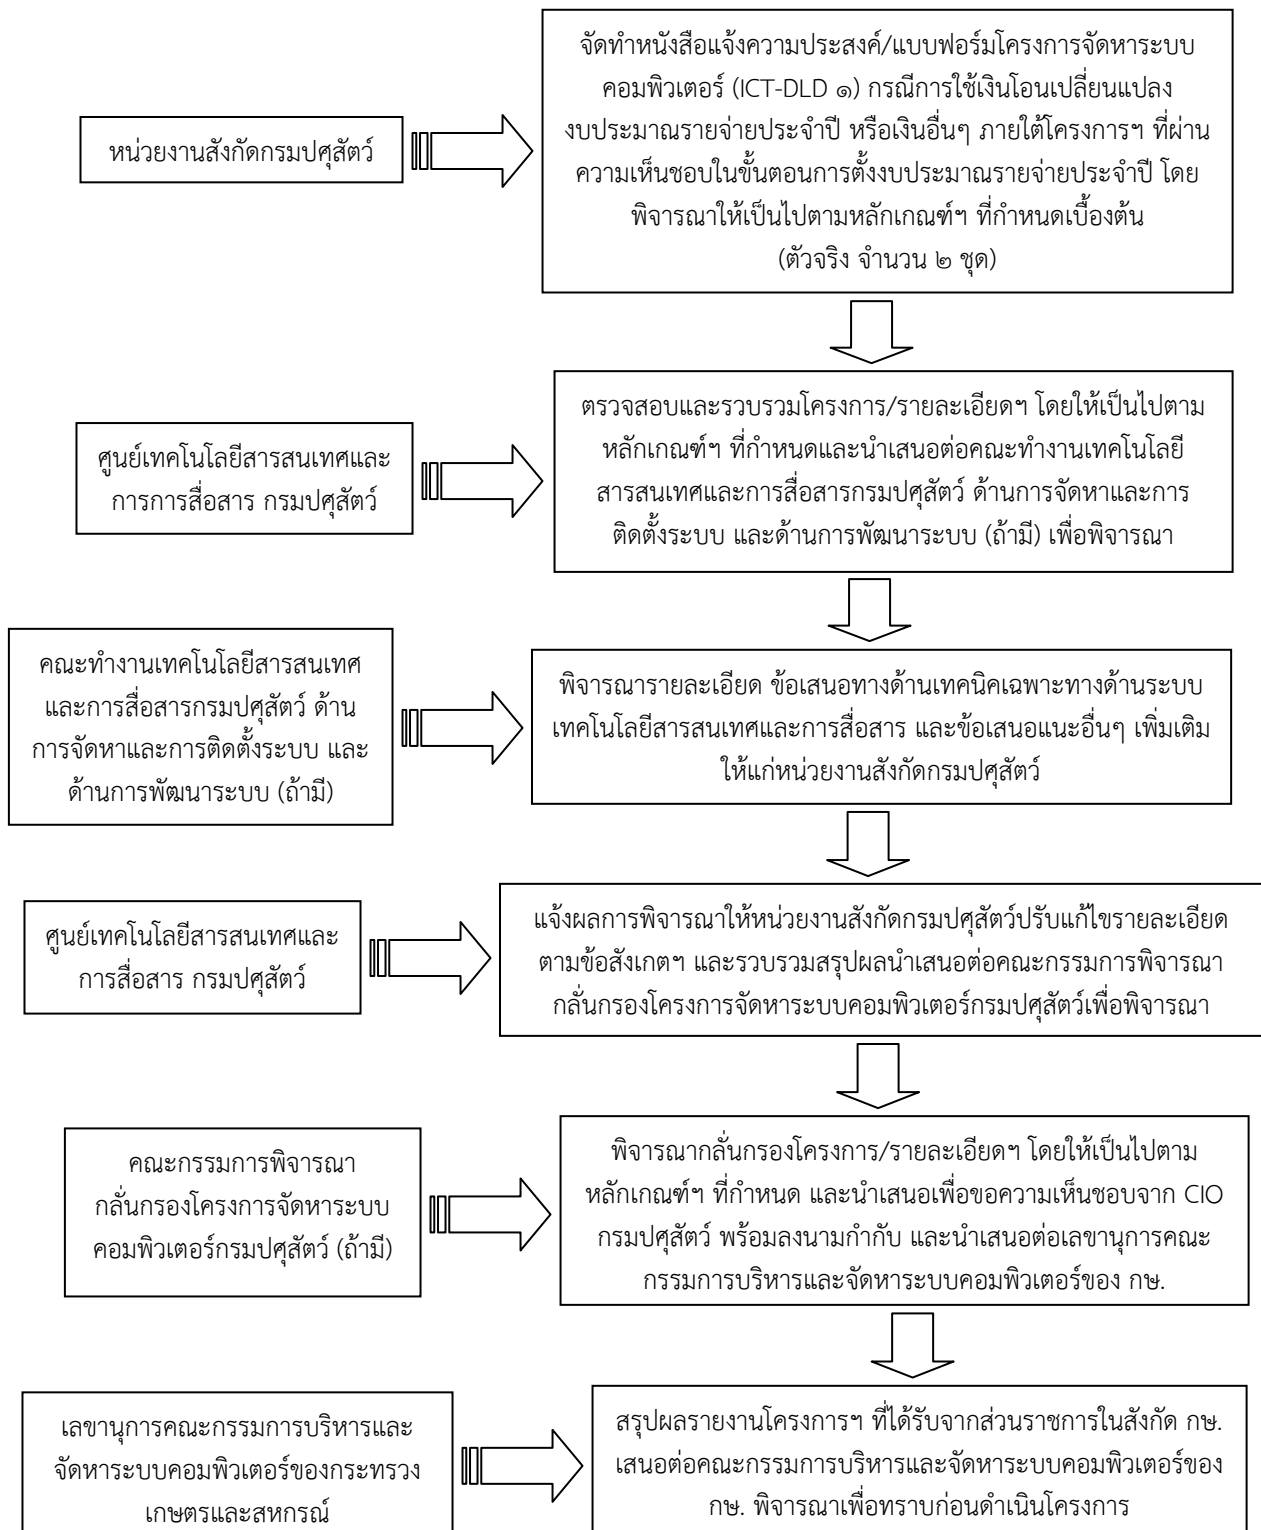 จัดทำหนังสือแจ้งความประสงค์/แบบฟอร์มโครงการจัดหาระบบ
คอมพิวเตอร์ (ICT-DLD ๑) กรณีการใช้เงินโอนเปลี่ยนแปลง
งบประมาณรายจ่ายประจำปี หรือเงินอื่นๆ ภายใต้โครงการฯ ที่ผ่าน
ความเห็นชอบในขั้นตอนการตั้งงบประมาณรายจ่ายประจำปี โดย
พิจารณาให้เป็นไปตามหลักเกณฑ์ฯ ที่กำหนดเบื้องต้น
(ตัวจริง จำนวน ๒ ชุด)
หน่วยงานสังกัดกรมปศุสัตว์
ตรวจสอบและรวบรวมโครงการ/รายละเอียดฯ โดยให้เป็นไปตาม
หลักเกณฑ์ฯ ที่กำหนดและนำเสนอต่อคณะทำงานเทคโนโลยี
สารสนเทศและการสื่อสารกรมปศุสัตว์ ด้านการจัดหาและการ
ติดตั้งระบบ และด้านการพัฒนาระบบ (ถ้ามี) เพื่อพิจารณา
ศูนย์เทคโนโลยีสารสนเทศและ
การการสื่อสาร กรมปศุสัตว์
คณะทำงานเทคโนโลยีสารสนเทศ
และการสื่อสารกรมปศุสัตว์ ด้าน
การจัดหาและการติดตั้งระบบ และ
ด้านการพัฒนาระบบ (ถ้ามี)
พิจารณารายละเอียด ข้อเสนอทางด้านเทคนิคเฉพาะทางด้านระบบ
เทคโนโลยีสารสนเทศและการสื่อสาร และข้อเสนอแนะอื่นๆ เพิ่มเติม
ให้แก่หน่วยงานสังกัดกรมปศุสัตว์
ศูนย์เทคโนโลยีสารสนเทศและ
การสื่อสาร กรมปศุสัตว์
แจ้งผลการพิจารณาให้หน่วยงานสังกัดกรมปศุสัตว์ปรับแก้ไขรายละเอียด
ตามข้อสังเกตฯ และรวบรวมสรุปผลนำเสนอต่อคณะกรรมการพิจารณา
กลั่นกรองโครงการจัดหาระบบคอมพิวเตอร์กรมปศุสัตว์เพื่อพิจารณา
คณะกรรมการพิจารณา
กลั่นกรองโครงการจัดหาระบบ
คอมพิวเตอร์กรมปศุสัตว์ (ถ้ามี)
พิจารณากลั่นกรองโครงการ/รายละเอียดฯ โดยให้เป็นไปตาม
หลักเกณฑ์ฯ ที่กำหนด และนำเสนอเพื่อขอความเห็นชอบจาก CIO
กรมปศุสัตว์ พร้อมลงนามกำกับ และนำเสนอต่อเลขานุการคณะ
กรรมการบริหารและจัดหาระบบคอมพิวเตอร์ของ กษ.
เลขานุการคณะกรรมการบริหารและ
จัดหาระบบคอมพิวเตอร์ของกระทรวง
เกษตรและสหกรณ์
สรุปผลรายงานโครงการฯ ที่ได้รับจากส่วนราชการในสังกัด กษ.
เสนอต่อคณะกรรมการบริหารและจัดหาระบบคอมพิวเตอร์ของ
กษ. พิจารณาเพื่อทราบก่อนดำเนินโครงการ